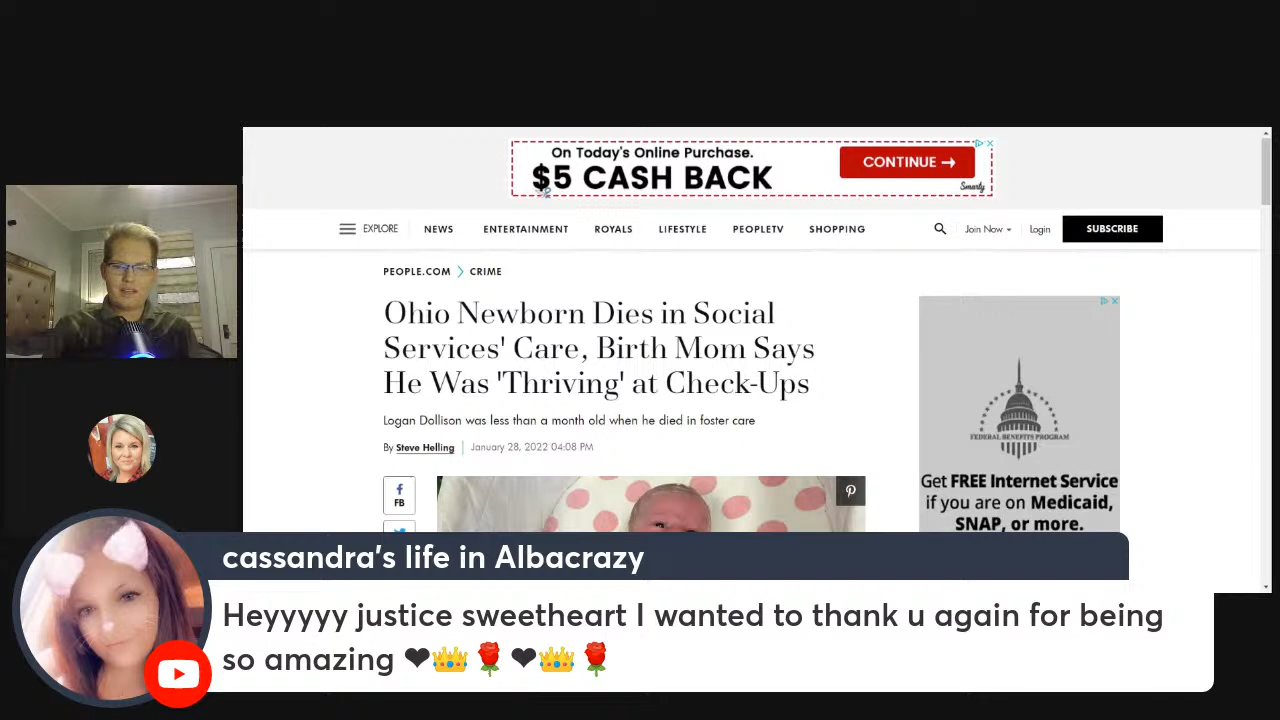 On Today's Online Purchase.
$5 CASH BACK
CONTINUE →
Smarty
EXPLORE NEWS ENTERTAINMENT ROYALS LIFESTYLE PEOPLETV SHOPPING Join Now Login SUBSCRIBE
PEOPLE.COM > CRIME
Ohio Newborn Dies in Social
Services' Care, Birth Mom Says
He Was 'Thriving' at Check-Ups
Logan Dollison was less than a month old when he died in foster care
By Steve Helling | January 28, 2022 04:08 PM
FB
FEDERAL BENEFITS PROGRAM
Get FREE Internet Service
if you are on Medicaid,
SNAP, or more.
cassandra's life in Albacrazy
Heyyyyy justice sweetheart I wanted to thank u again for being
so amazing ❤👑🌹❤👑🌹